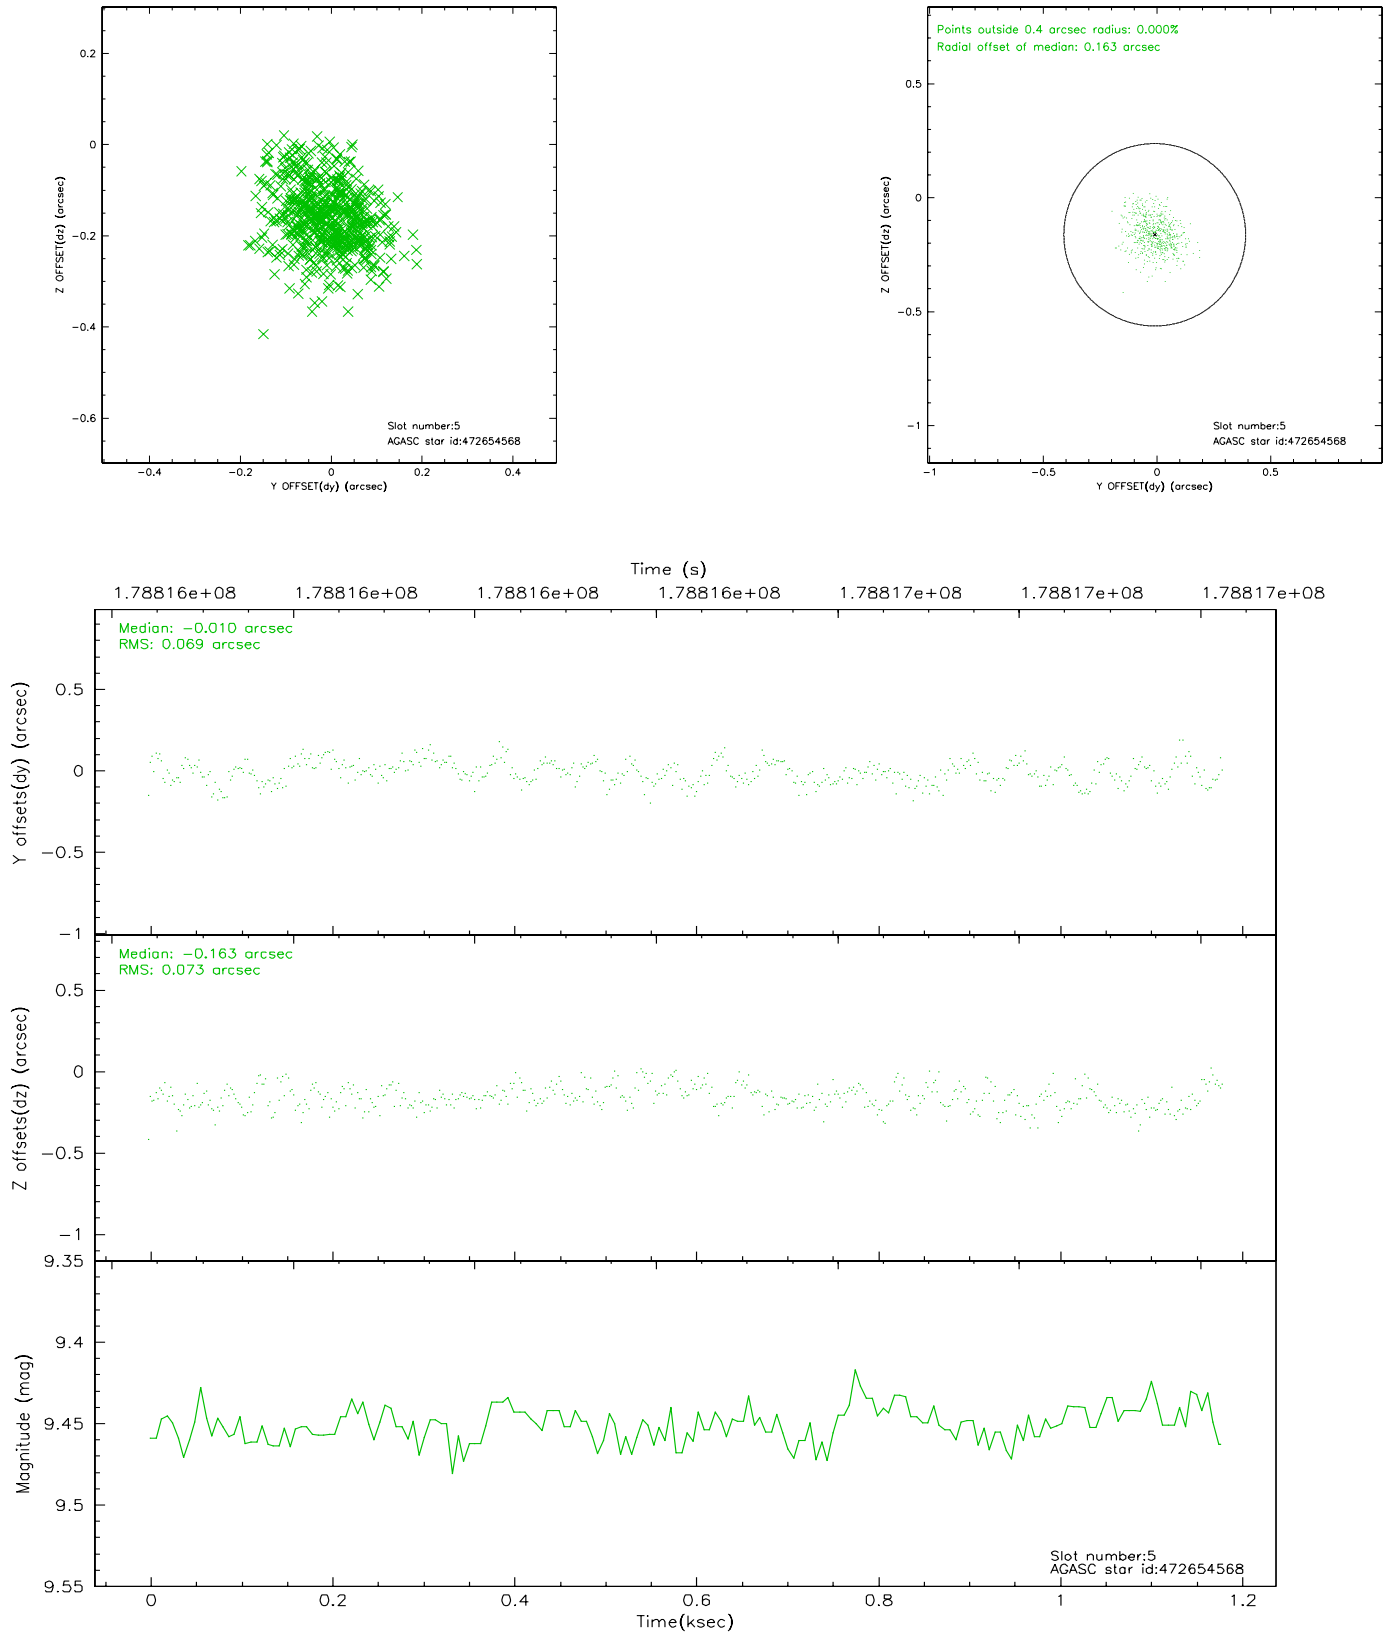 0.2
0
-0.2
-0.4
-0.6
Z OFFSET(dz) (arcsec)
Slot number:5
AGASC star id:472654568
-0.4 -0.2 0 0.2 0.4
Y OFFSET(dy) (arcsec)
Points outside 0.4 arcsec radius: 0.000%
Radial offset of median: 0.163 arcsec
0.5
0
-0.5
-1
Z OFFSET(dz) (arcsec)
Slot number:5
AGASC star id:472654568
-1 -0.5 0 0.5
Y OFFSET(dy) (arcsec)
Time (s)
1.78816e+08 1.78816e+08 1.78816e+08 1.78816e+08 1.78817e+08 1.78817e+08 1.78817e+08
Median: -0.010 arcsec
RMS: 0.069 arcsec
0.5
0
-0.5
-1
Y offsets(dy) (arcsec)
Median: -0.163 arcsec
RMS: 0.073 arcsec
0.5
0
-0.5
-1
Z offsets(dz) (arcsec)
9.35
9.4
9.45
9.5
9.55
Magnitude (mag)
Slot number:5
AGASC star id:472654568
0 0.2 0.4 0.6 0.8 1 1.2
Time(ksec)